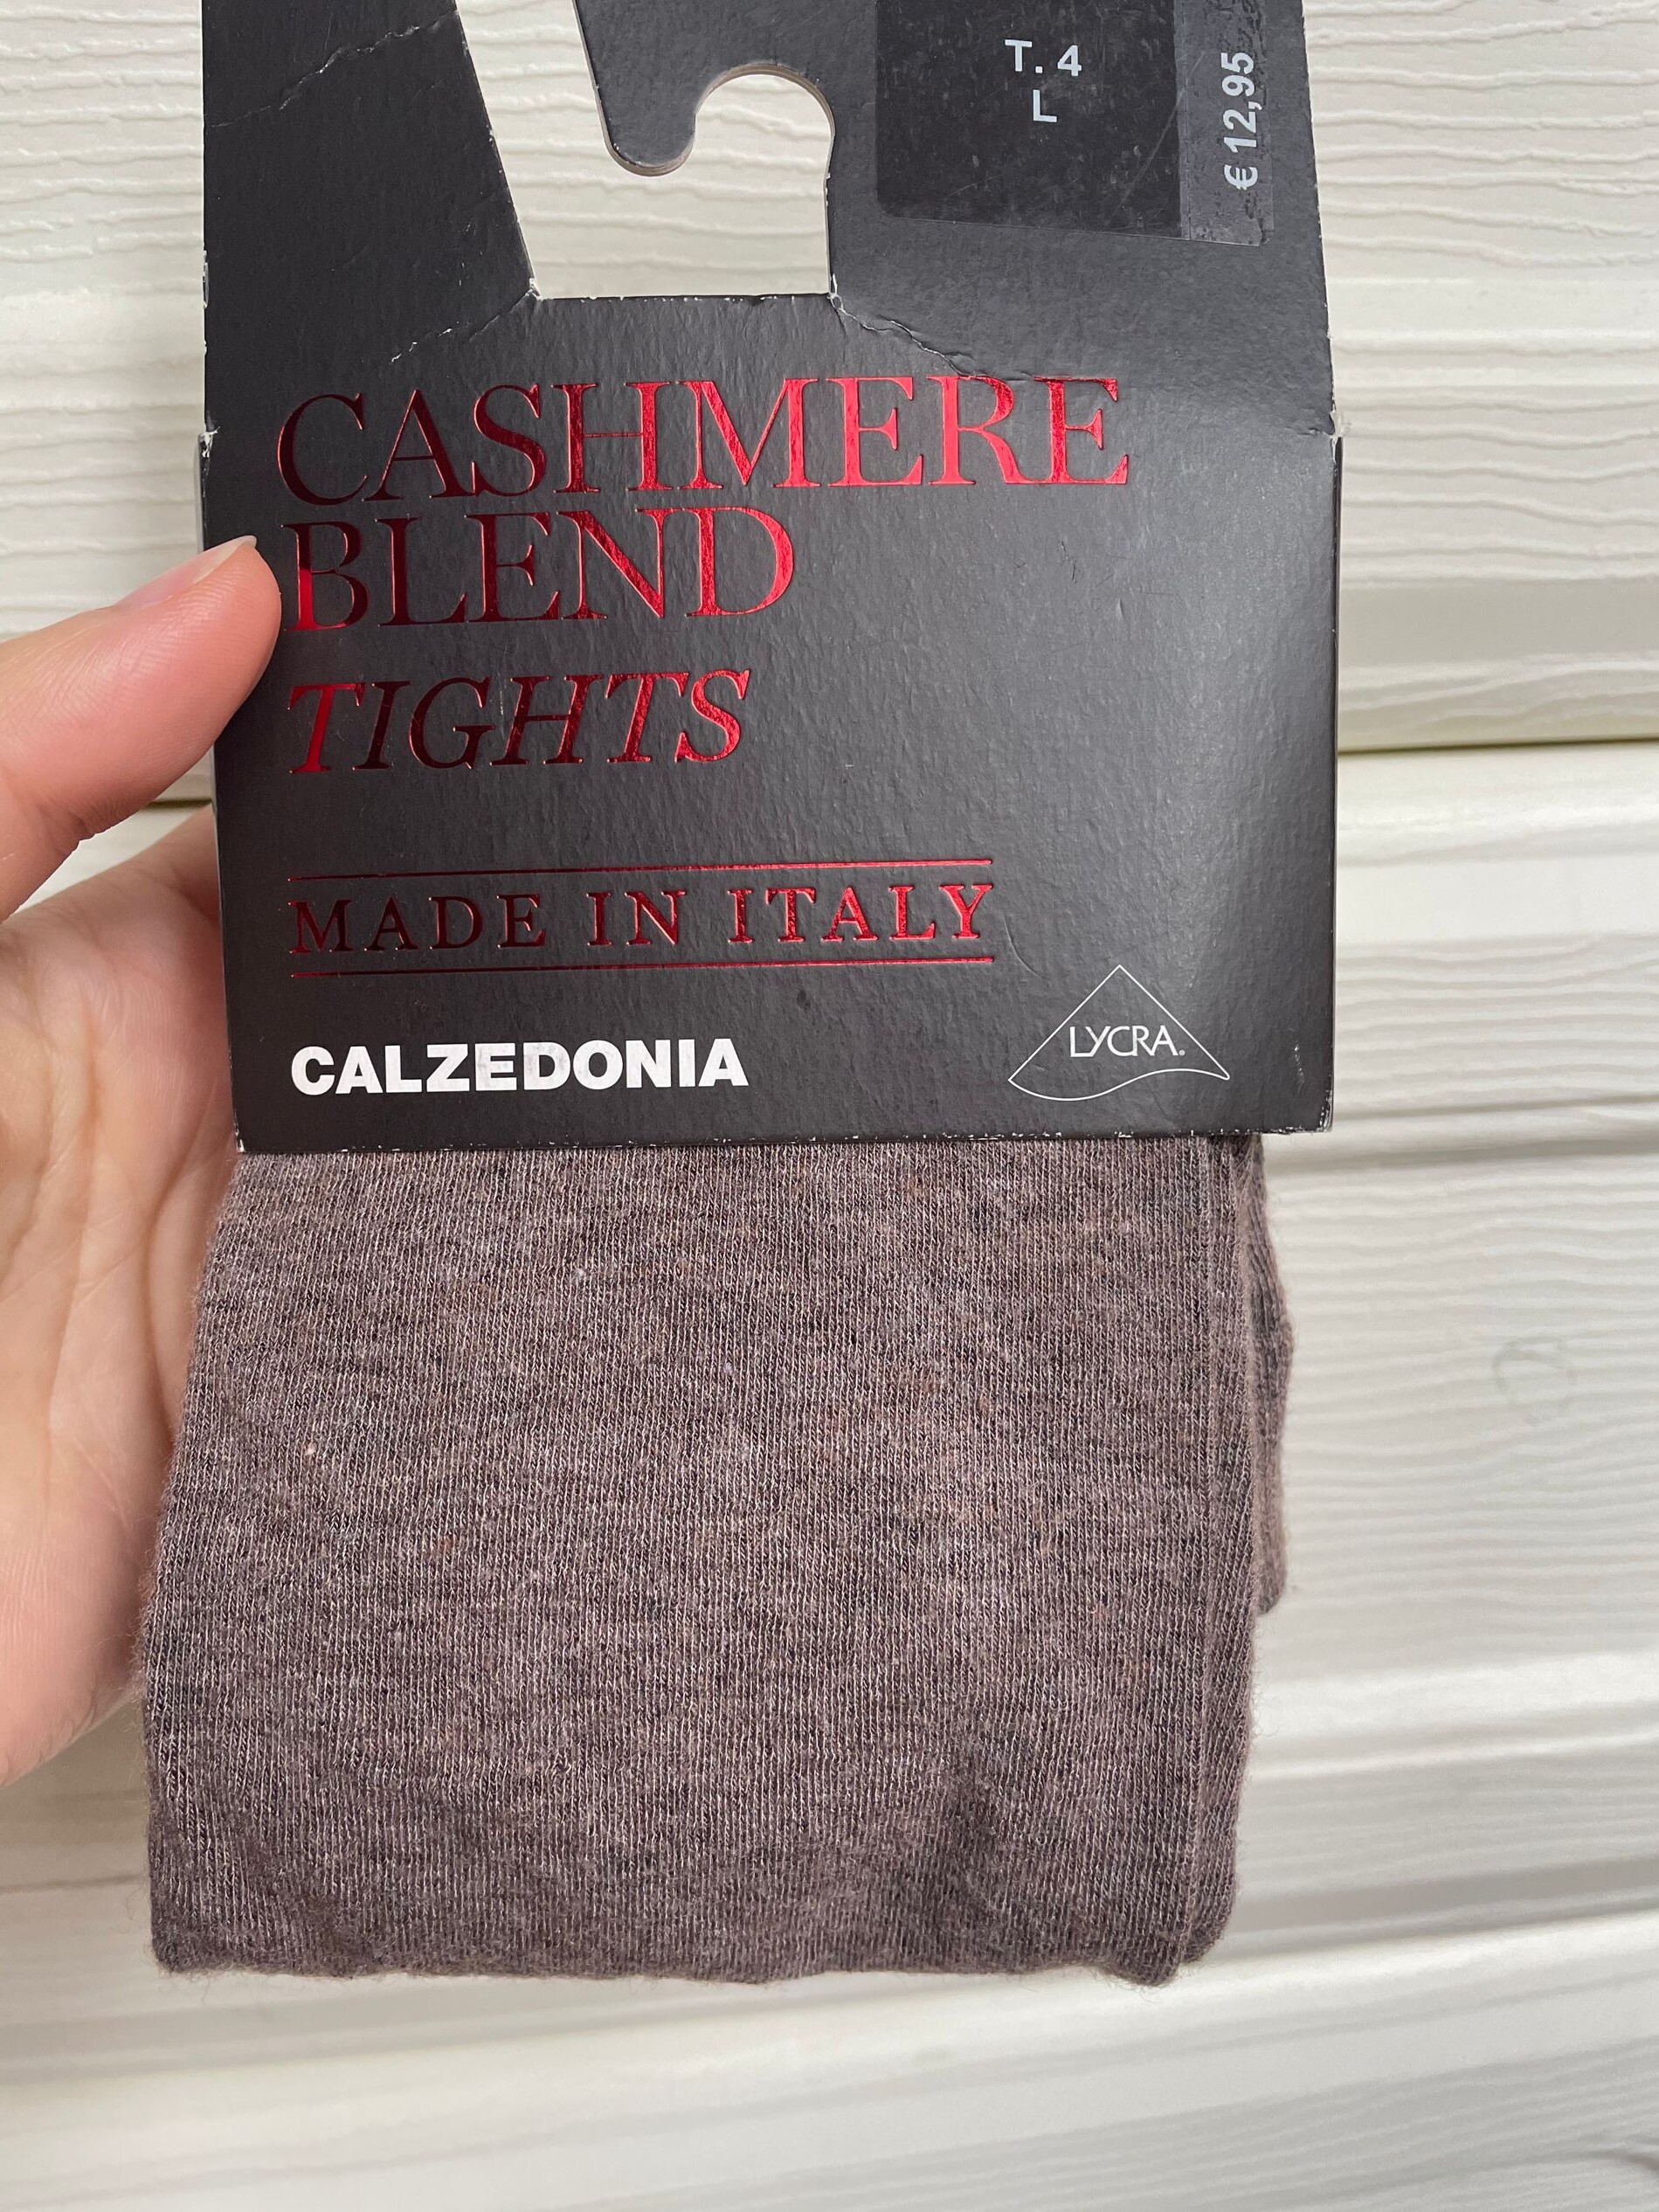 T. 4
L
€ 12,95
CASHMERE
BLEND
TIGHTS
MADE IN ITALY
CALZEDONIA
LYCRA®